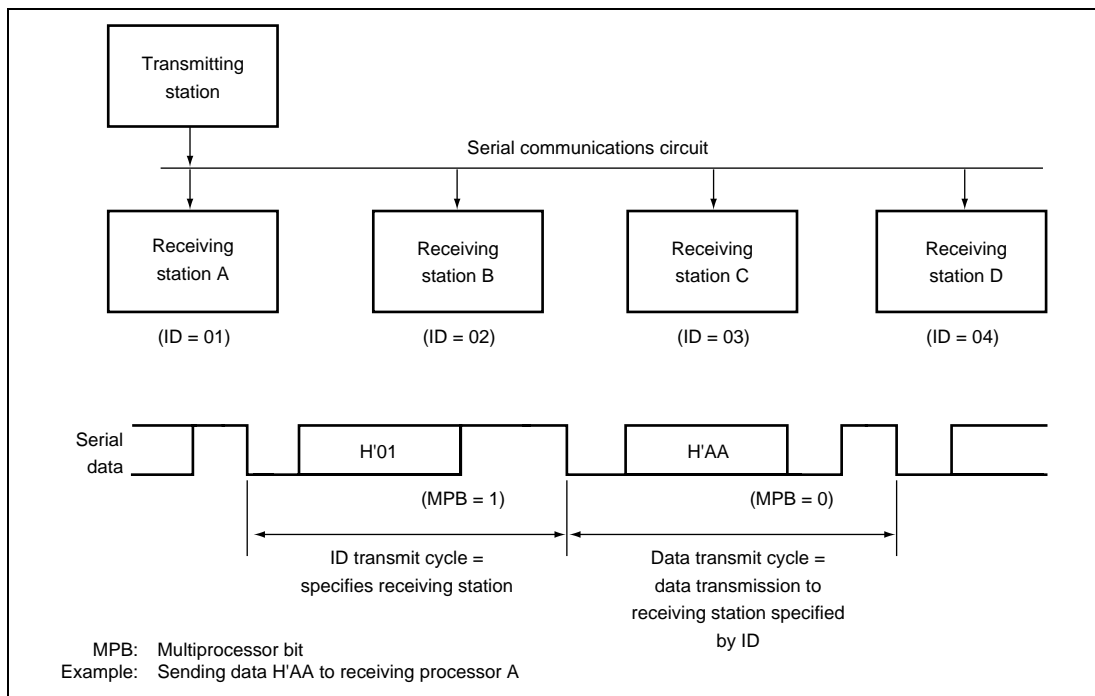 Transmitting
station
Serial communications circuit
Receiving
station A
Receiving
station B
Receiving
station C
Receiving
station D
(ID = 01)
(ID = 02)
(ID = 03)
(ID = 04)
Serial
data
H'01
H'AA
(MPB = 1)
(MPB = 0)
ID transmit cycle =
specifies receiving station
Data transmit cycle =
data transmission to
receiving station specified
by ID
MPB: Multiprocessor bit
Example: Sending data H'AA to receiving processor A